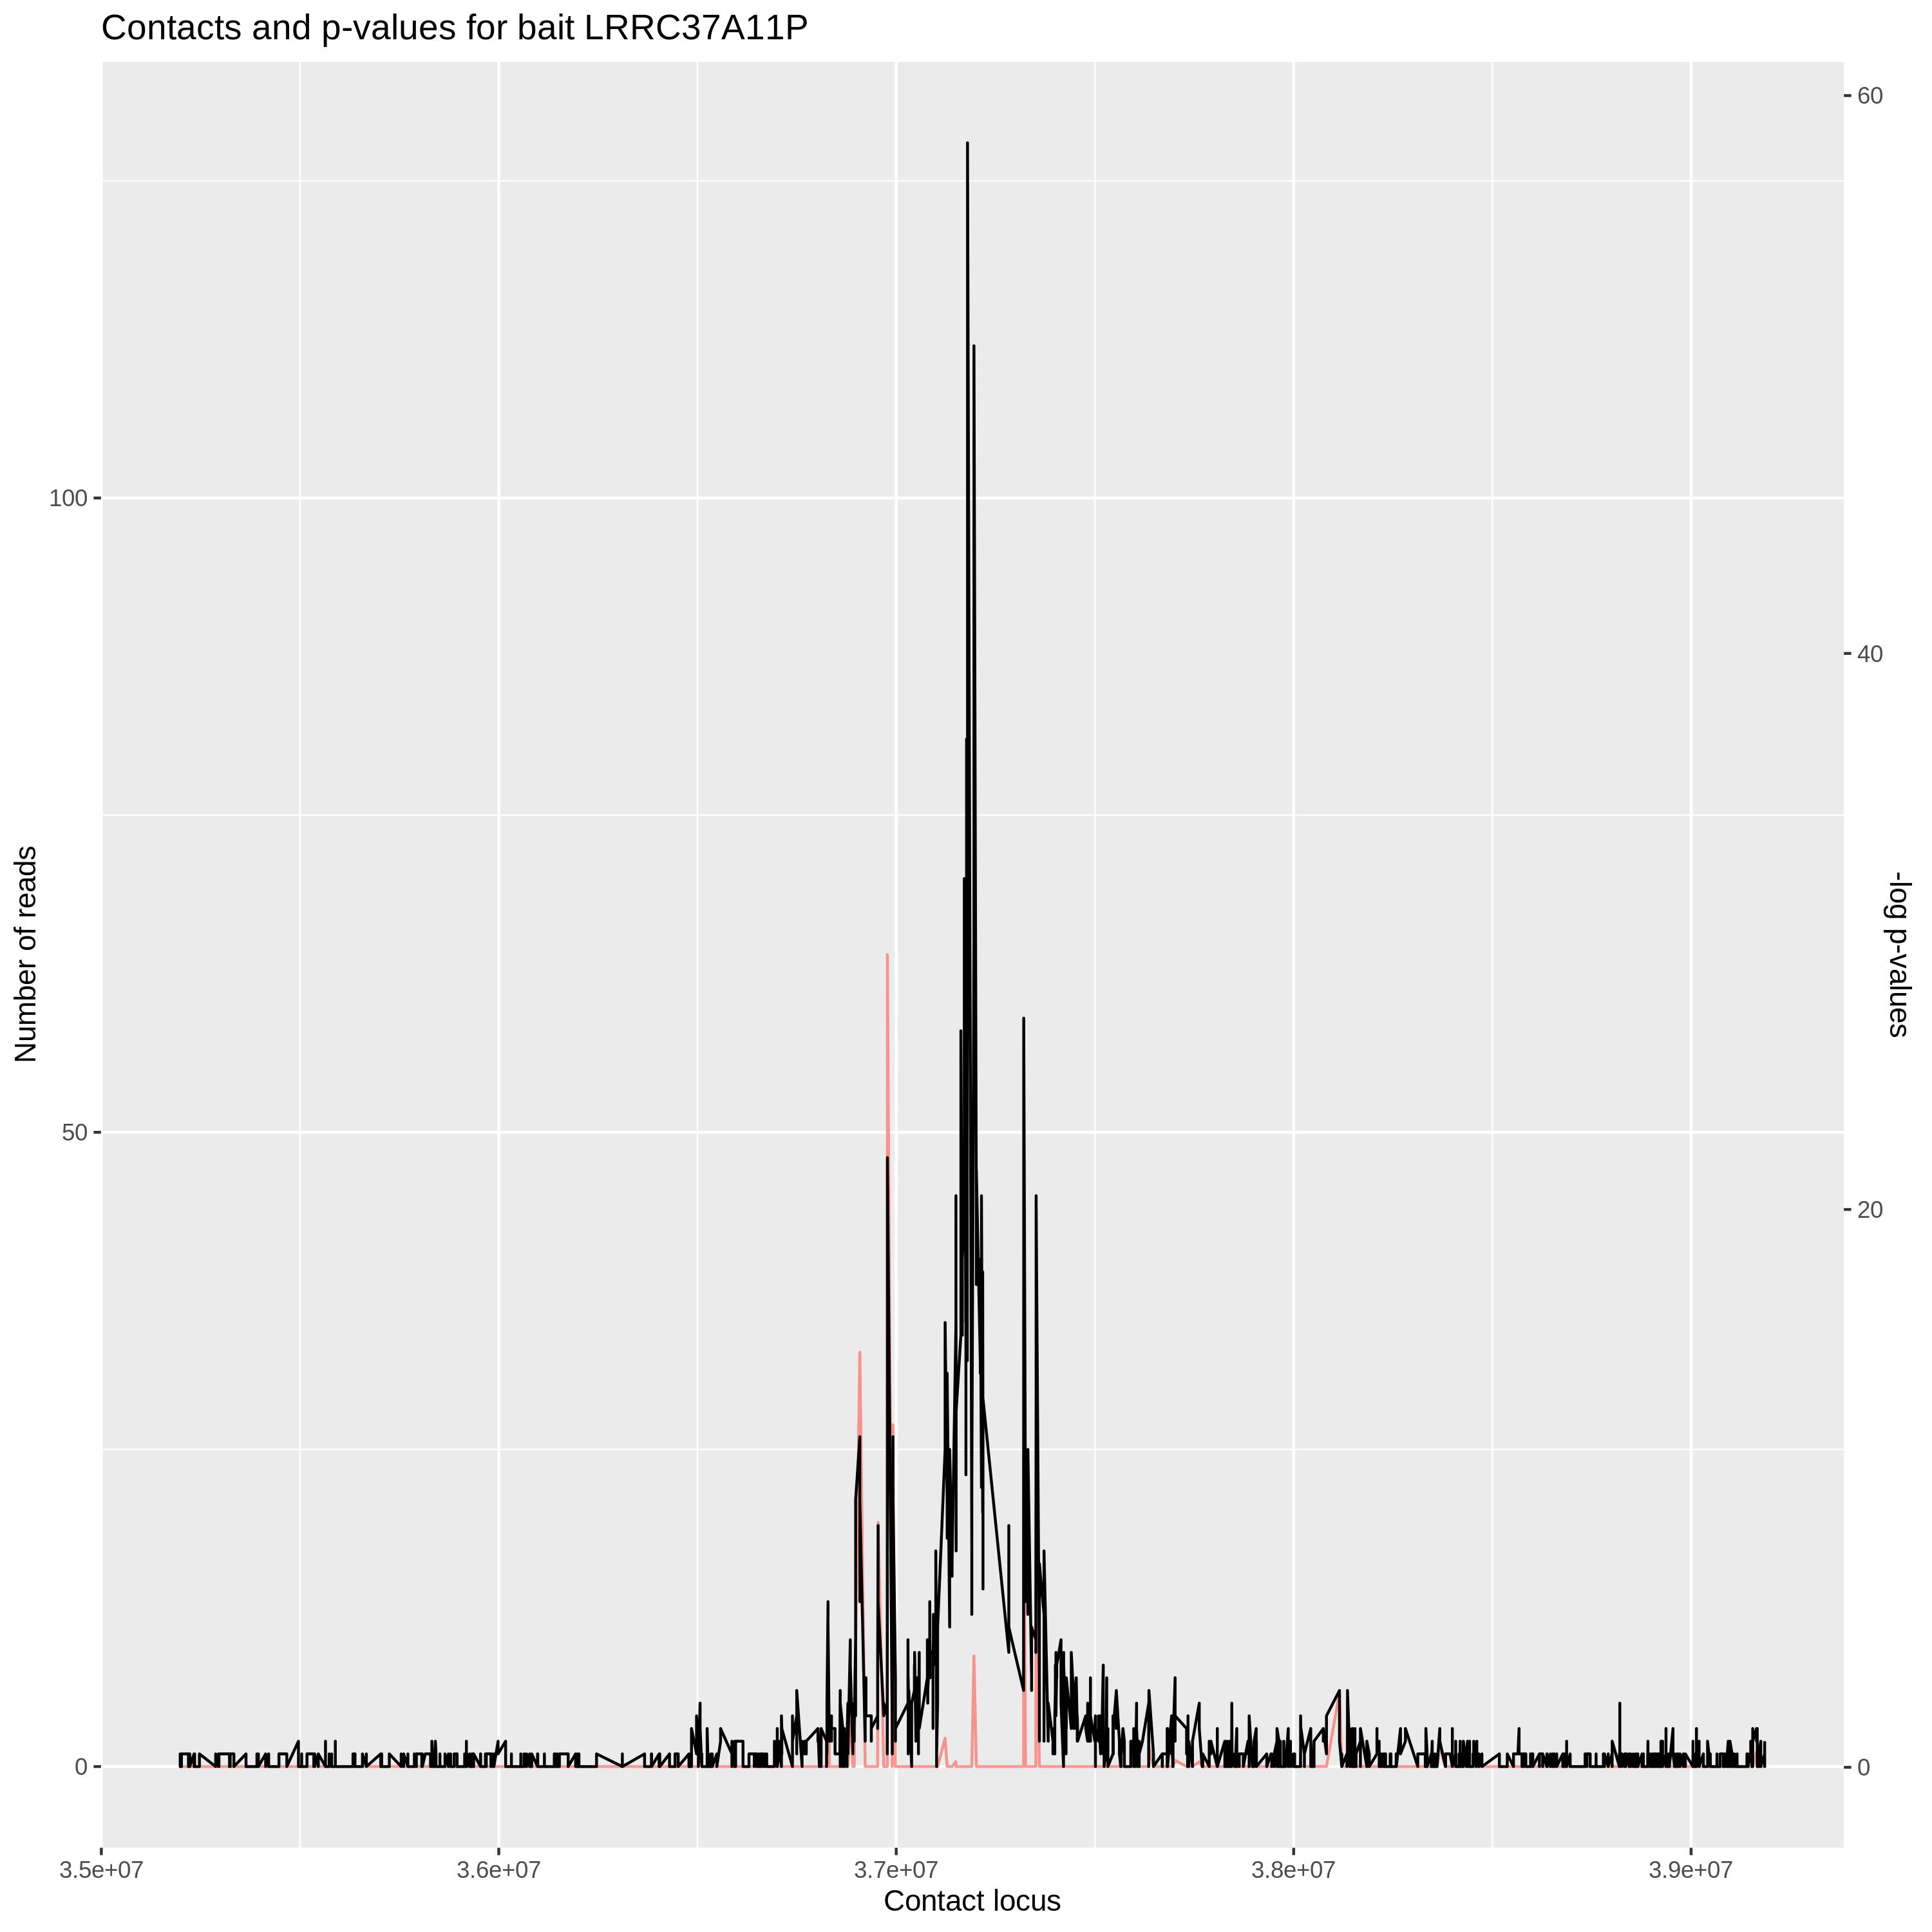 Contacts and p-values for bait LRRC37A11P
60
100
40
Number of reads
-log p-values
50
20
0
0
3.5e+07
3.6e+07
3.7e+07
3.8e+07
3.9e+07
Contact locus